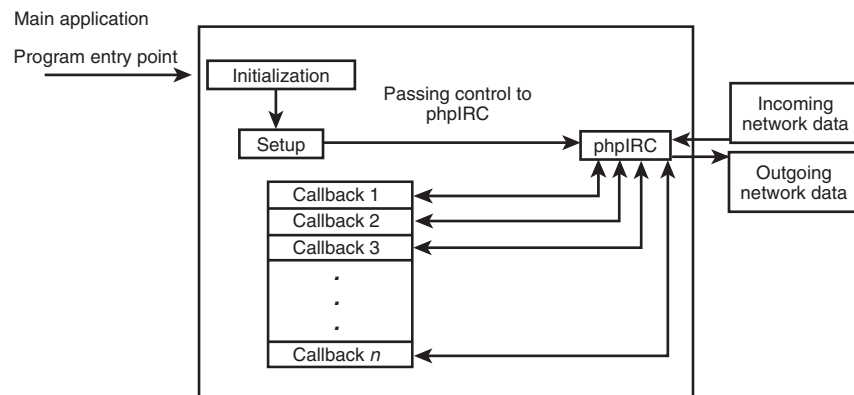 Main application
Program entry point
Initialization
Passing control to
phpIRC
Setup
phpIRC
Incoming
network data
Outgoing
network data
Callback 1
Callback 2
Callback 3
.
.
.
Callback n